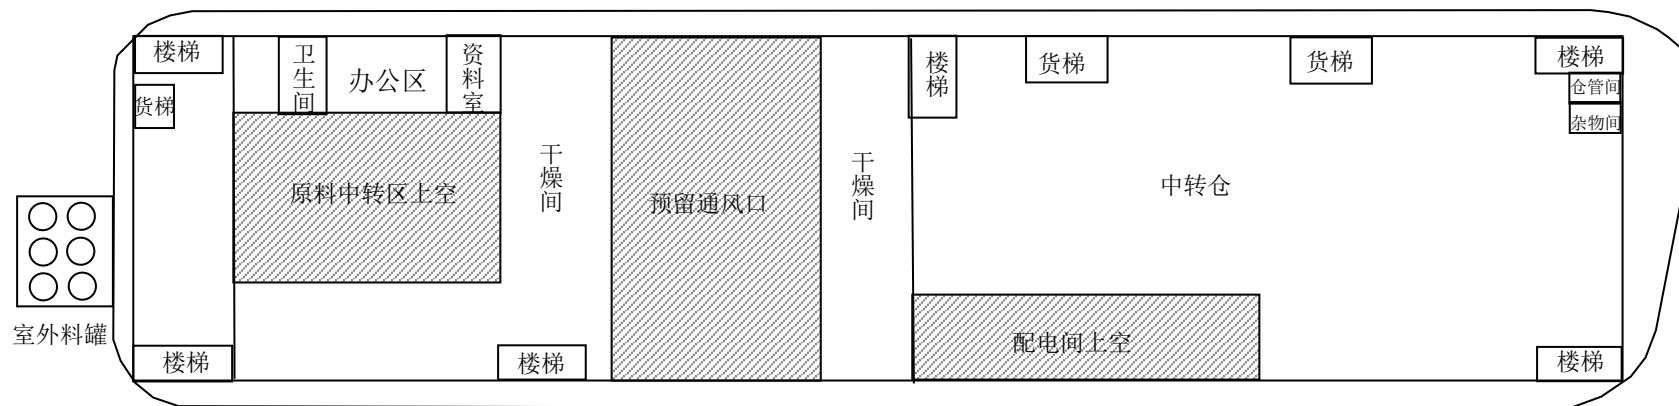 楼梯
卫生间
办公区
资料室
楼梯
货梯
货梯
楼梯
货梯
仓管间
杂物间
干燥间
干燥间
原料中转区上空
预留通风口
中转仓
室外料罐
配电间上空
楼梯
楼梯
楼梯